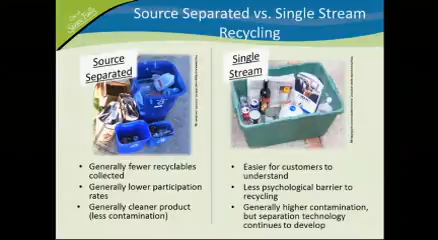 Source Separated vs. Single Stream
Recycling
Source
Separated
Single
Stream
• Generally fewer recyclables
collected
• Generally lower participation
rates
• Generally cleaner product
(less contamination)
• Easier for customers to
understand
• Less psychological barrier to
recycling
• Generally higher contamination,
but separation technology
continues to develop